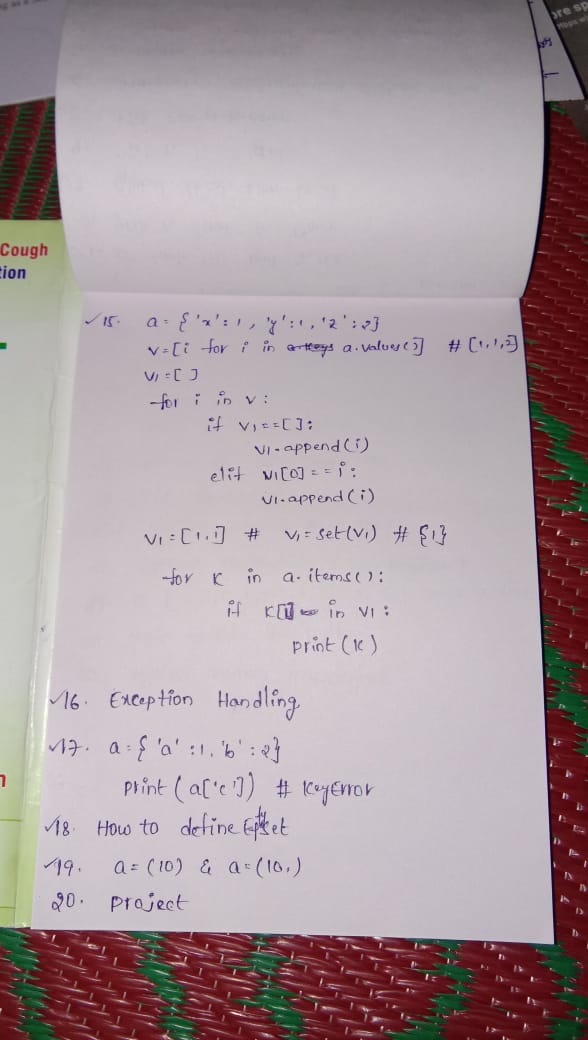 Cough
tion
15. a = {'x':1, 'y':1, 'z':2}
v=[i for i in a.values()] # [1,1,2]
v1=[]
for i in v:
if v1==[]:
v1.append(i)
elif v1[0]==i:
v1.append(i)
v1=[1,1] # v1=set(v1) # {1}
for k in a.items():
if k[1] in v1:
print(k)
16. Exception Handling
17. a={'a':1,'b':2}
print(a['c']) # KeyError
18. How to define Empty set
19. a=(10) & a=(10,)
20. project